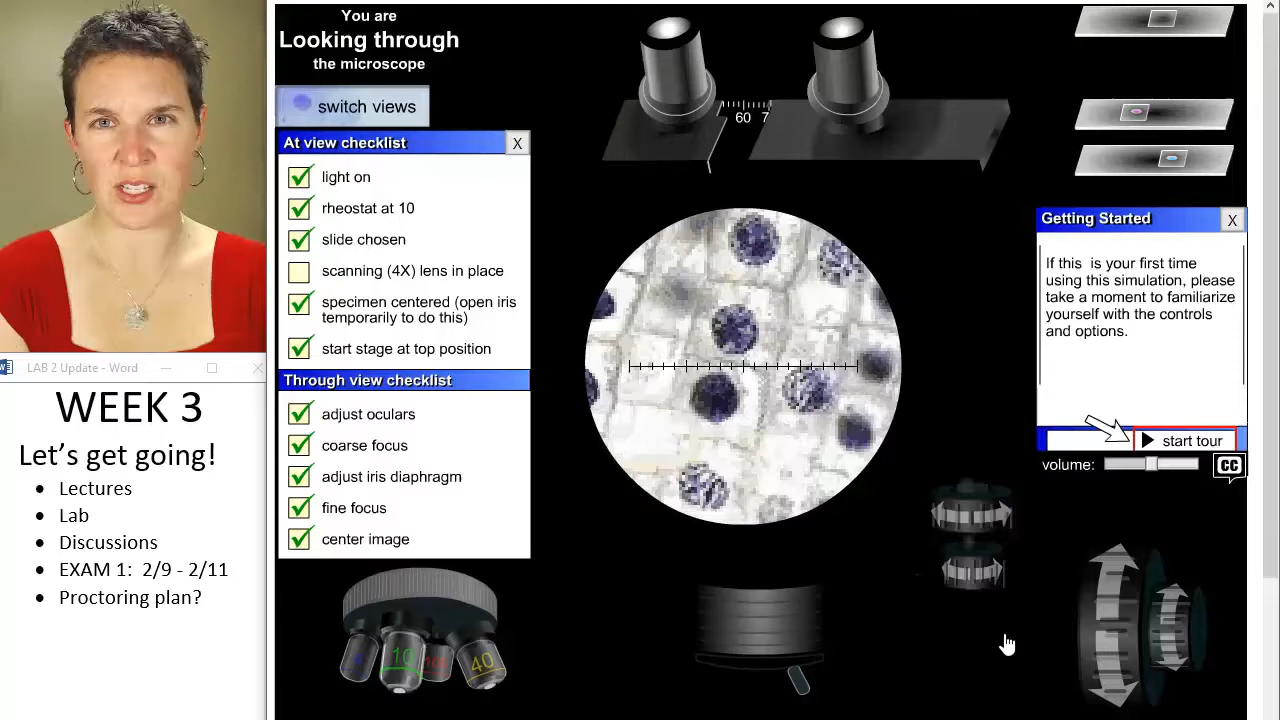 You are
Looking through
the microscope
switch views
At view checklist
X
light on
rheostat at 10
slide chosen
scanning (4X) lens in place
specimen centered (open iris
temporarily to do this)
start stage at top position
Through view checklist
adjust oculars
coarse focus
adjust iris diaphragm
fine focus
center image
60 7
Getting Started
X
If this is your first time
using this simulation, please
take a moment to familiarize
yourself with the controls
and options.
start tour
volume:
CC
LAB 2 Update - Word
WEEK 3
Let's get going!
• Lectures
• Lab
• Discussions
• EXAM 1: 2/9 - 2/11
• Proctoring plan?
10
100
40